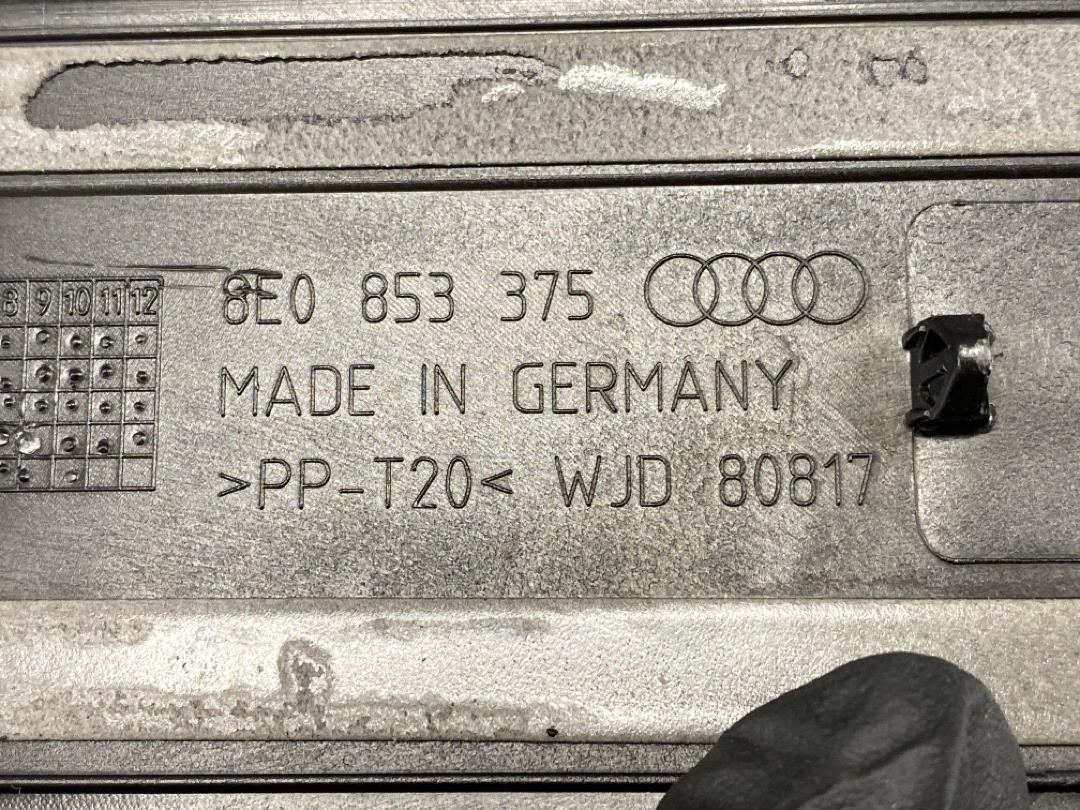 8E0 853 375
MADE IN GERMANY
>PP-T20< WJD 80817
8 9 10 11 12